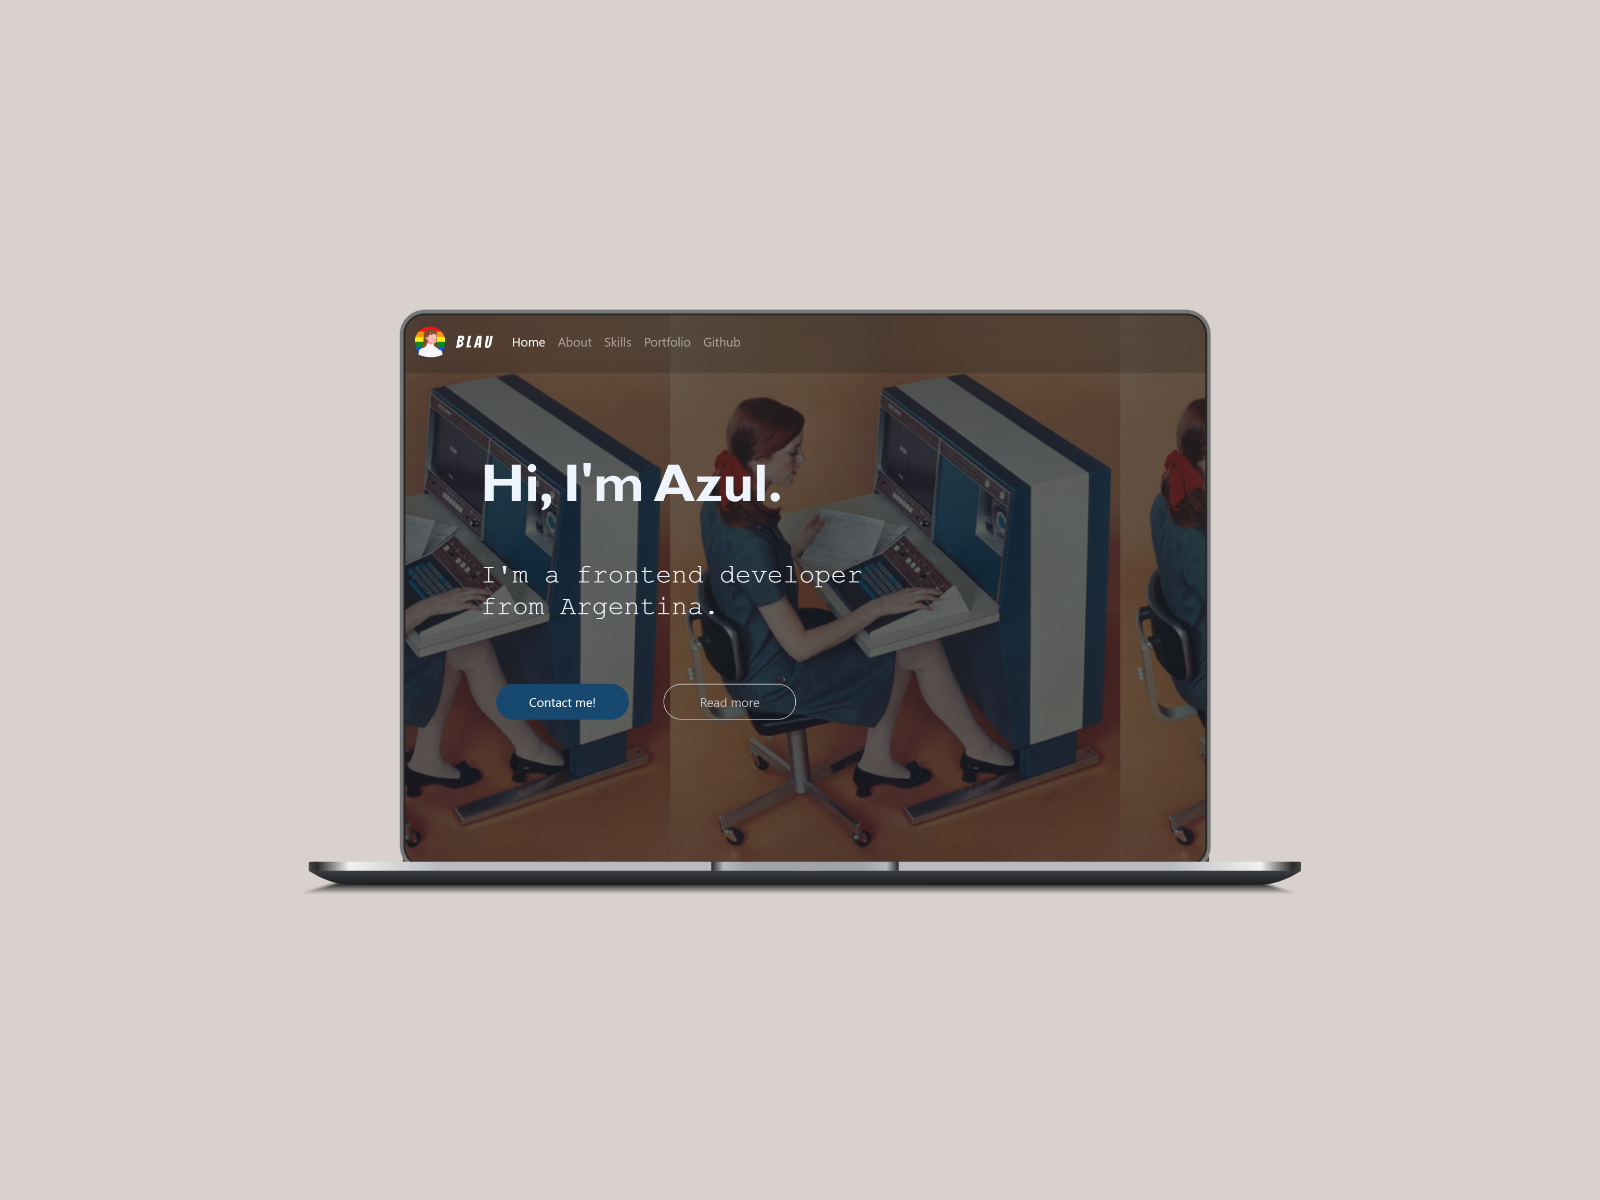 BLAU Home About Skills Portfolio Github
Hi, I'm Azul.
I'm a frontend developer
from Argentina.
Contact me! Read more